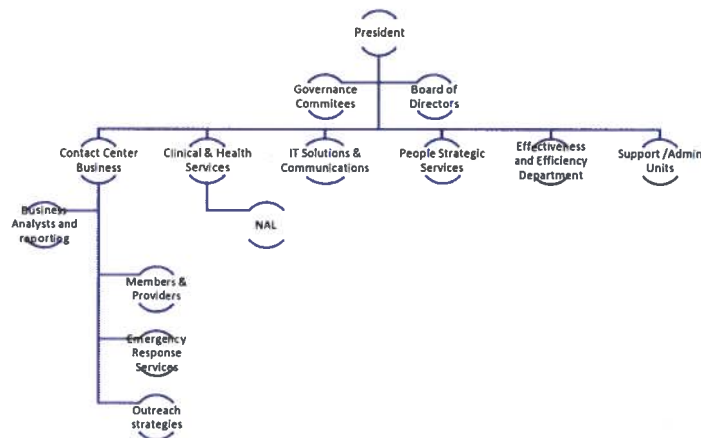 President
Governance
Commitees
Board of
Directors
Contact Center
Business
Clinical & Health
Services
IT Solutions &
Communications
People Strategic
Services
Effectiveness
and Efficiency
Department
Support /Admin
Units
Business
Analysts and
reporting
NAL
Members &
Providers
Emergency
Response
Services
Outreach
strategies